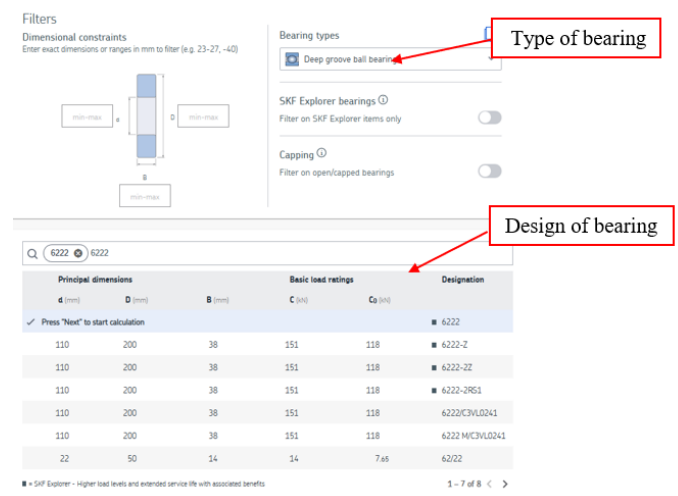 Filters
Dimensional constraints
Enter exact dimensions or ranges in mm to filter (e.g. 23-27, -40)
min-max
d
D
min-max
B
min-max
Bearing types
Deep groove ball bearing
Type of bearing
SKF Explorer bearings
Filter on SKF Explorer items only
Capping
Filter on open/capped bearings
Design of bearing
6222 6222
Principal dimensions Basic load ratings Designation
d (mm) D (mm) B (mm) C (kN) C0 (kN)
✓ Press "Next" to start calculation ■ 6222
110 200 38 151 118 ■ 6222-Z
110 200 38 151 118 ■ 6222-2Z
110 200 38 151 118 ■ 6222-2RS1
110 200 38 151 118 6222/C3VL0241
110 200 38 151 118 6222 M/C3VL0241
22 50 14 14 7.65 62/22
■ = SKF Explorer - Higher load levels and extended service life with associated benefits
1 – 7 of 8 < >